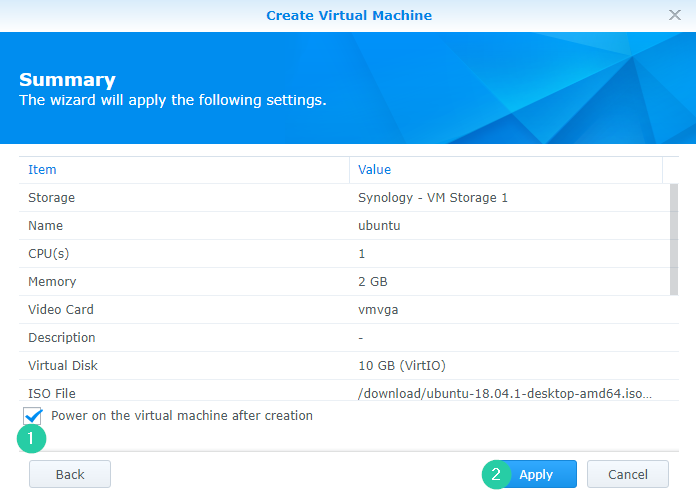 Create Virtual Machine
Summary
The wizard will apply the following settings.
Item Value
Storage Synology - VM Storage 1
Name ubuntu
CPU(s) 1
Memory 2 GB
Video Card vmvga
Description -
Virtual Disk 10 GB (VirtIO)
ISO File /download/ubuntu-18.04.1-desktop-amd64.iso...
Power on the virtual machine after creation
1
Back 2 Apply Cancel